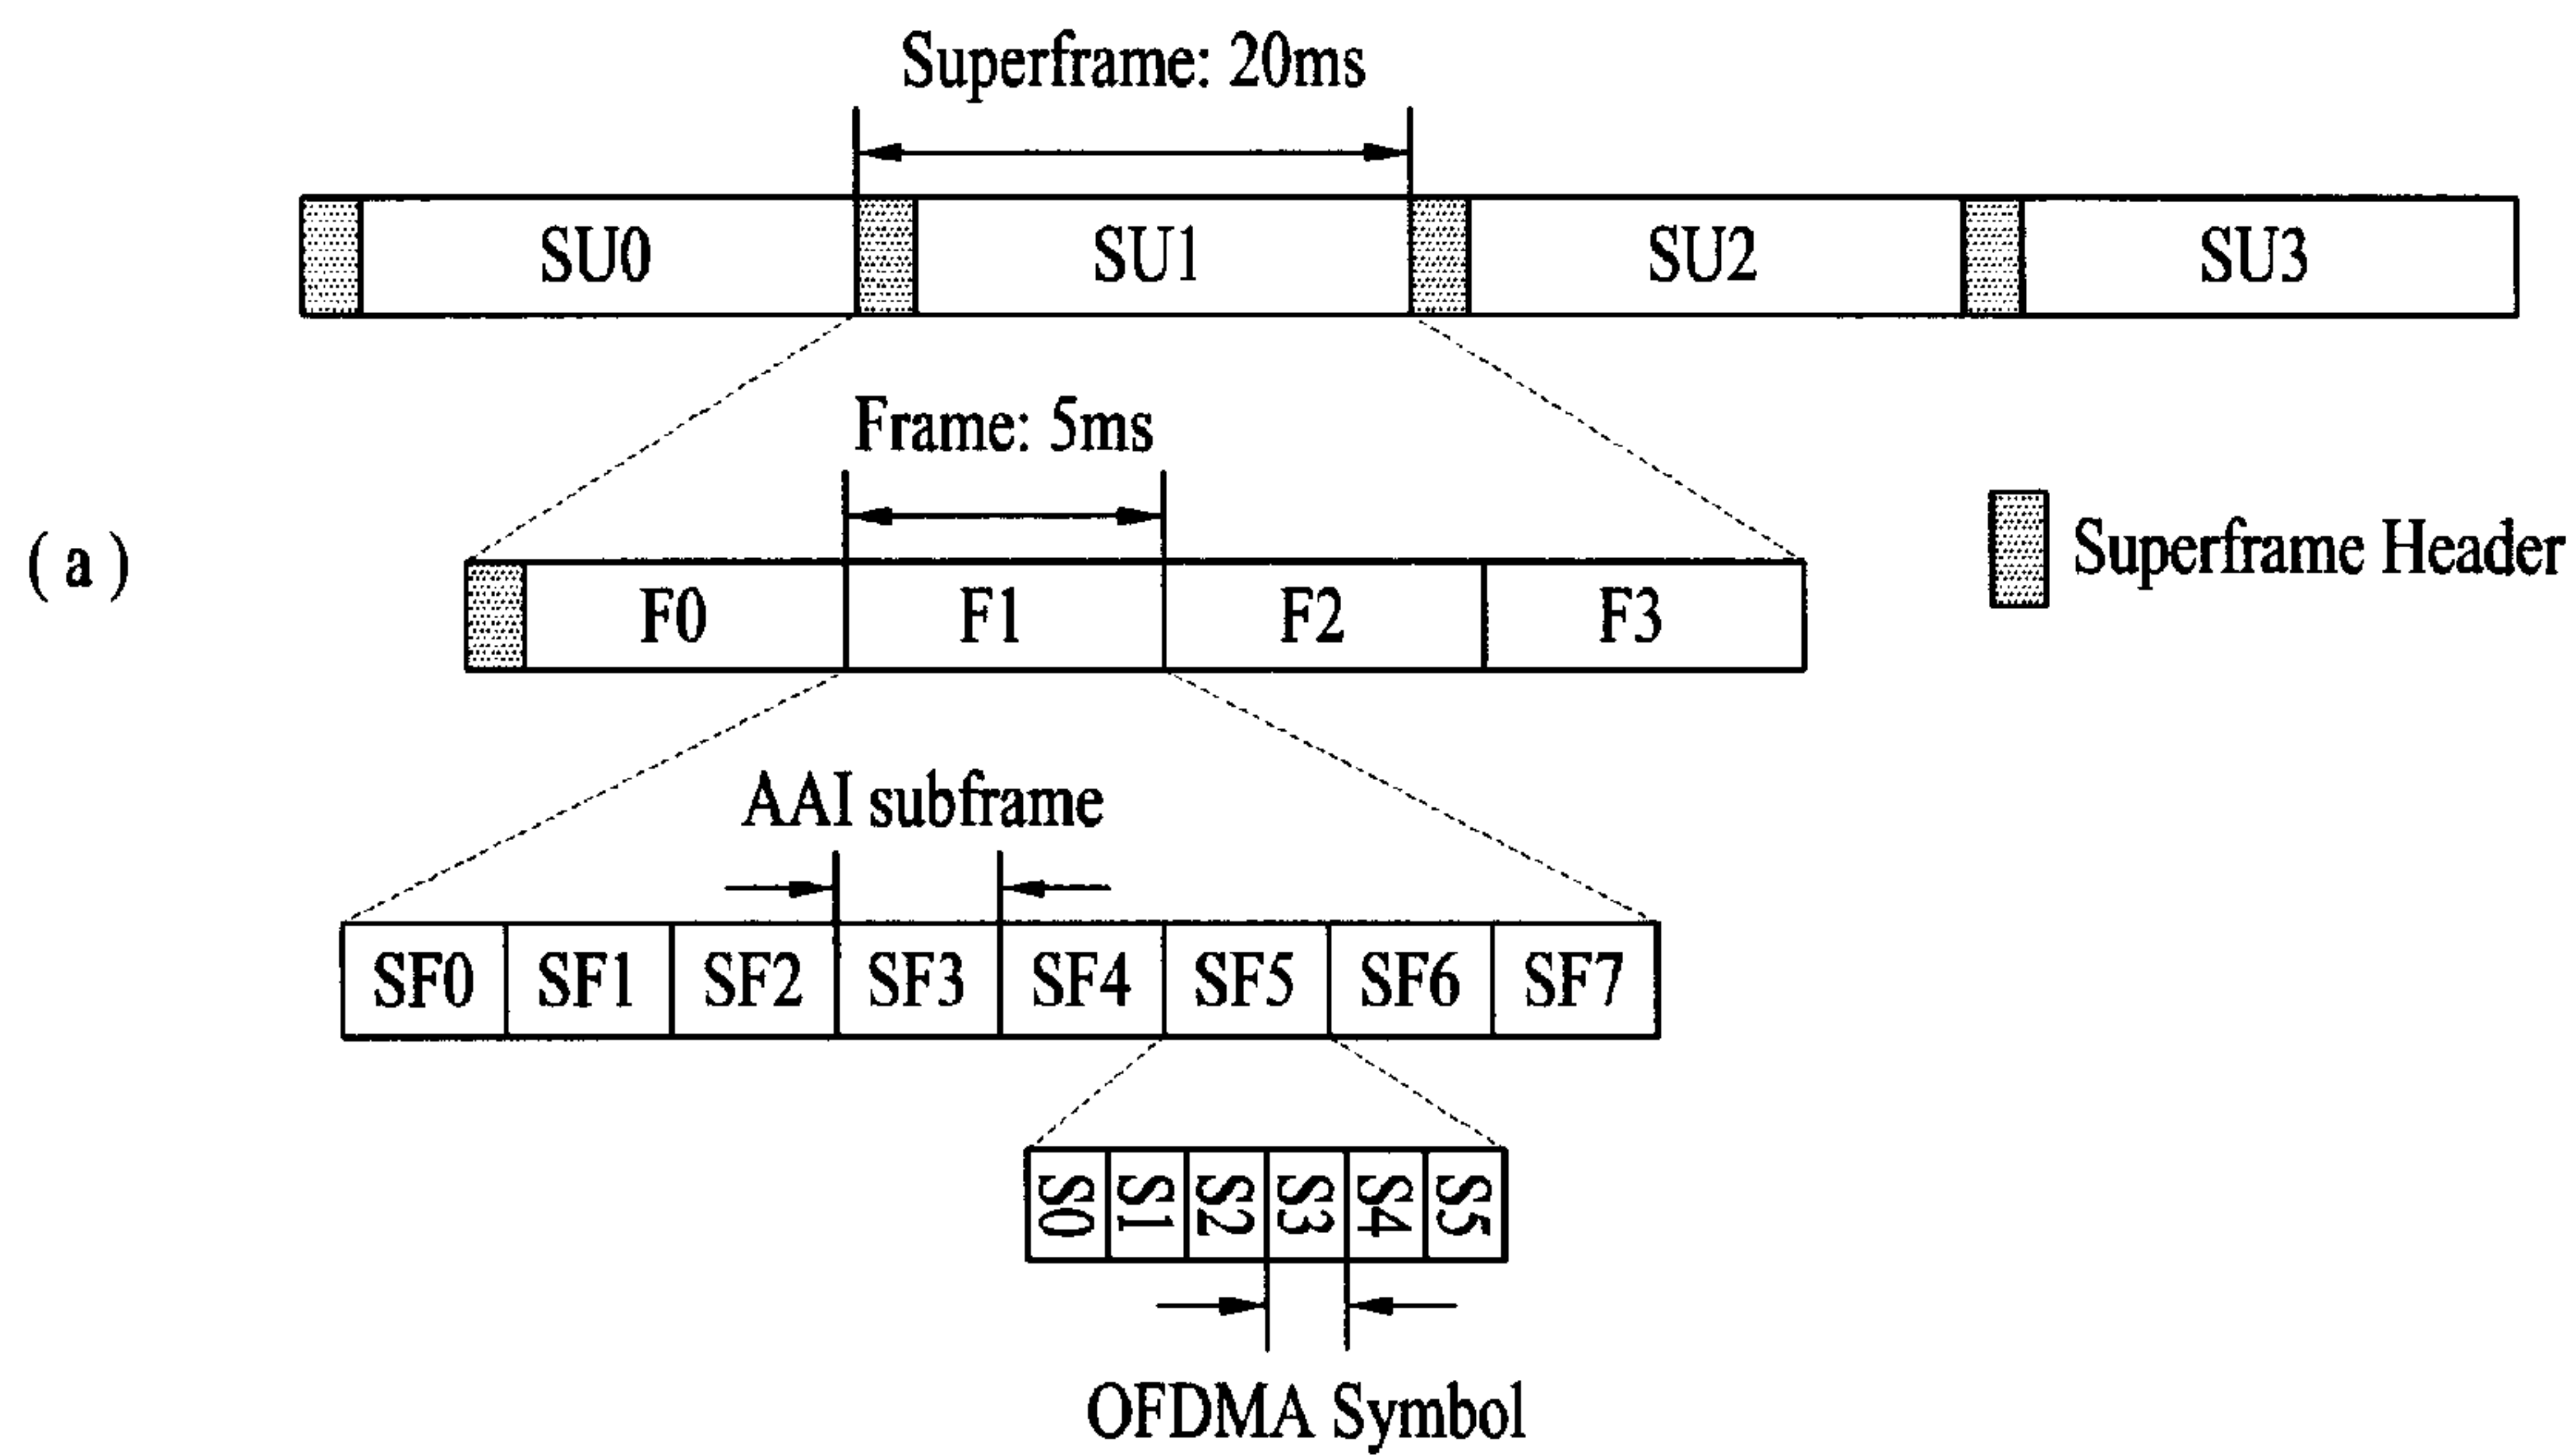 Superframe: 20ms
SU0 SU1 SU2 SU3
Frame: 5ms
(a)
Superframe Header
F0 F1 F2 F3
AAI subframe
SF0 SF1 SF2 SF3 SF4 SF5 SF6 SF7
S0 S1 S2 S3 S4 S5
OFDMA Symbol